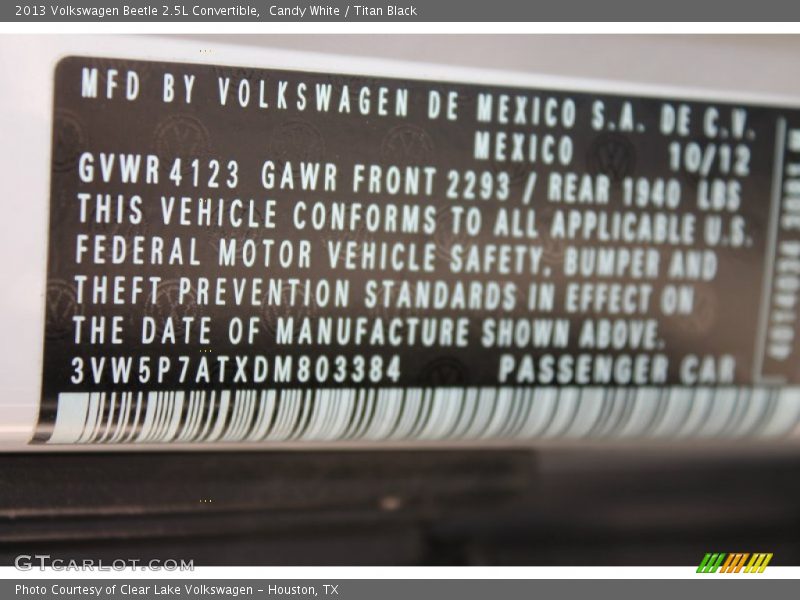 2013 Volkswagen Beetle 2.5L Convertible, Candy White / Titan Black
MFD BY VOLKSWAGEN DE MEXICO S.A. DE C.V.
MEXICO 10/12
GVWR 4123 GAWR FRONT 2293 / REAR 1940 LBS
THIS VEHICLE CONFORMS TO ALL APPLICABLE U.S.
FEDERAL MOTOR VEHICLE SAFETY, BUMPER AND
THEFT PREVENTION STANDARDS IN EFFECT ON
THE DATE OF MANUFACTURE SHOWN ABOVE.
3VW5P7ATXDM803384 PASSENGER CAR
GTcarlot.com
Photo Courtesy of Clear Lake Volkswagen - Houston, TX